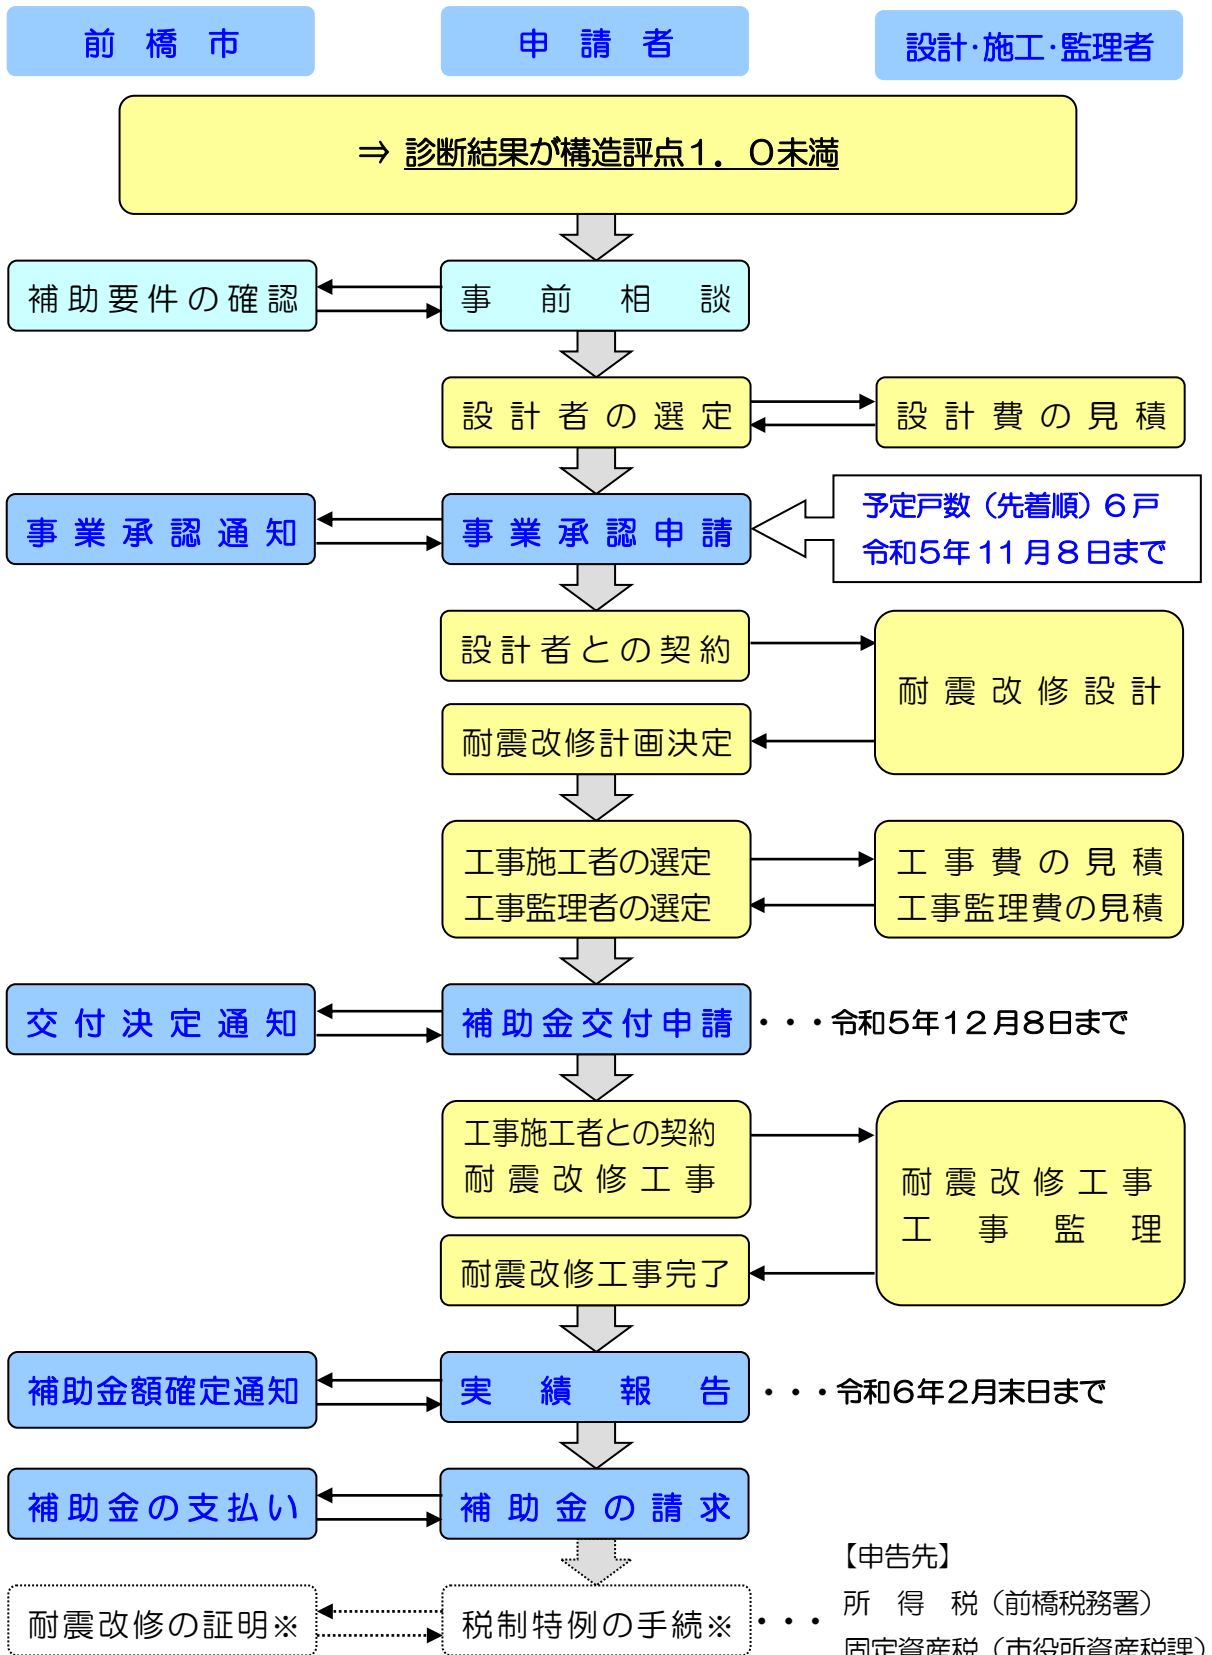 前橋市
申請者
設計・施工・監理者
⇒ 診断結果が構造評点１．０未満
補助要件の確認
事前相談
設計者の選定
設計費の見積
事業承認通知
事業承認申請
予定戸数（先着順）６戸
令和５年11月８日まで
設計者との契約
耐震改修設計
耐震改修計画決定
工事施工者の選定
工事監理者の選定
工事費の見積
工事監理費の見積
交付決定通知
補助金交付申請
・・・令和５年12月８日まで
工事施工者との契約
耐震改修工事
耐震改修工事
工事監理
耐震改修工事完了
補助金額確定通知
実績報告
・・・令和６年２月末日まで
補助金の支払い
補助金の請求
耐震改修の証明※
税制特例の手続※
・・・
【申告先】
所得税（前橋税務署）
固定資産税（市役所資産税課）